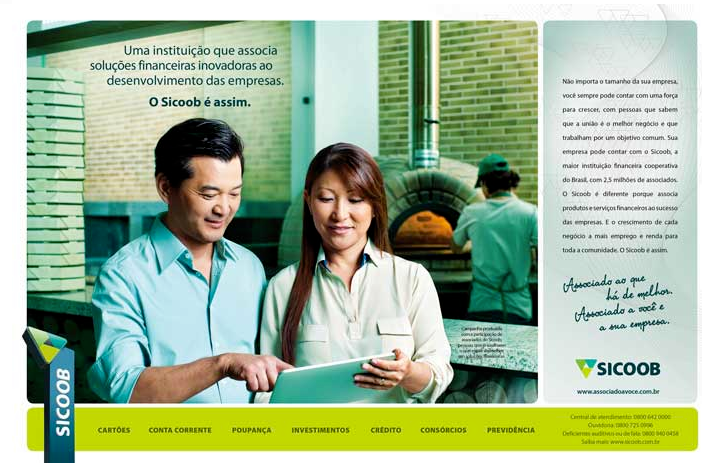 Uma instituição que associa
soluções financeiras inovadoras ao
desenvolvimento das empresas.
O Sicoob é assim.
Não importa o tamanho da sua empresa,
você sempre pode contar com uma força
para crescer, com pessoas que sabem
que a união é o melhor negócio e que
trabalham por um objetivo comum. Sua
empresa pode contar com o Sicoob, a
maior instituição financeira cooperativa
do Brasil, com 2,5 milhões de associados.
O Sicoob é diferente porque associa
produtos e serviços financeiros ao sucesso
das empresas. E o crescimento de cada
negócio a mais emprego e renda para
toda a comunidade. O Sicoob é assim.
Associado ao que
há de melhor.
Associado a você e
a sua empresa.
SICOOB
www.associadoavoce.com.br
SICOOB
CARTÕES CONTA CORRENTE POUPANÇA INVESTIMENTOS CRÉDITO CONSÓRCIOS PREVIDÊNCIA
Central de atendimento: 0800 642 0000
Ouvidoria: 0800 725 0996
Deficientes auditivos ou de fala: 0800 940 0458
Saiba mais: www.sicoob.com.br